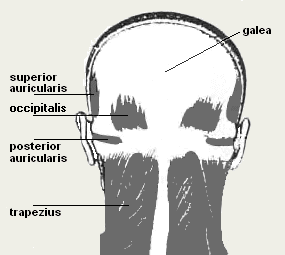 galea
superior
auricularis
occipitalis
posterior
auricularis
trapezius